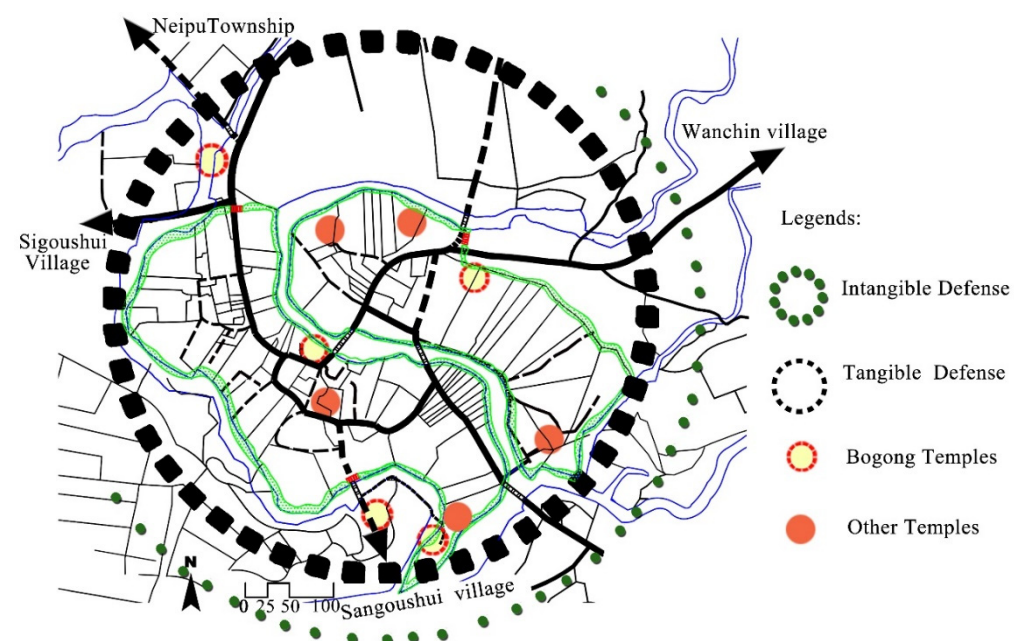 NeipuTownship
Wanchin village
Sigoushui
Village
Legends:
Intangible Defense
Tangible Defense
Bogong Temples
Other Temples
N
0 25 50 100
Sangoushui village